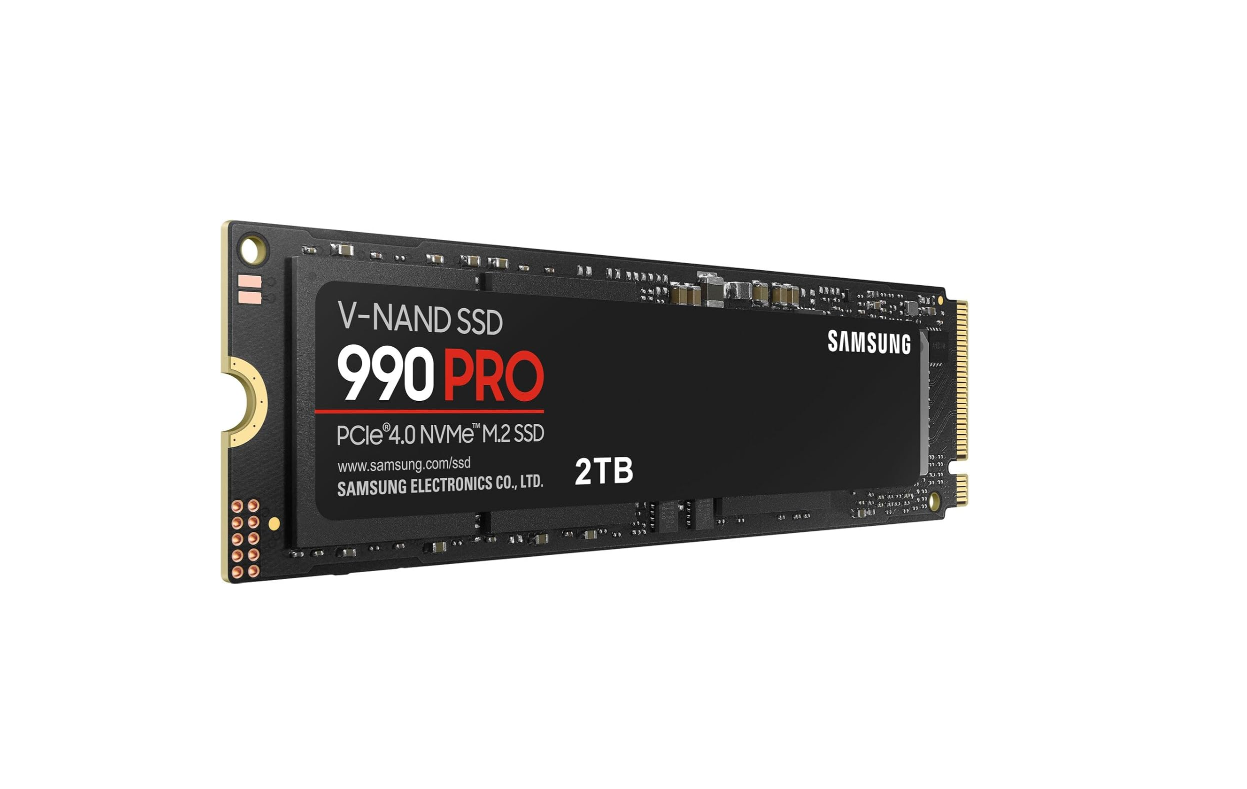 V-NAND SSD
990 PRO
PCIe®4.0 NVMe™ M.2 SSD
www.samsung.com/ssd
SAMSUNG ELECTRONICS CO., LTD.
2TB
SAMSUNG